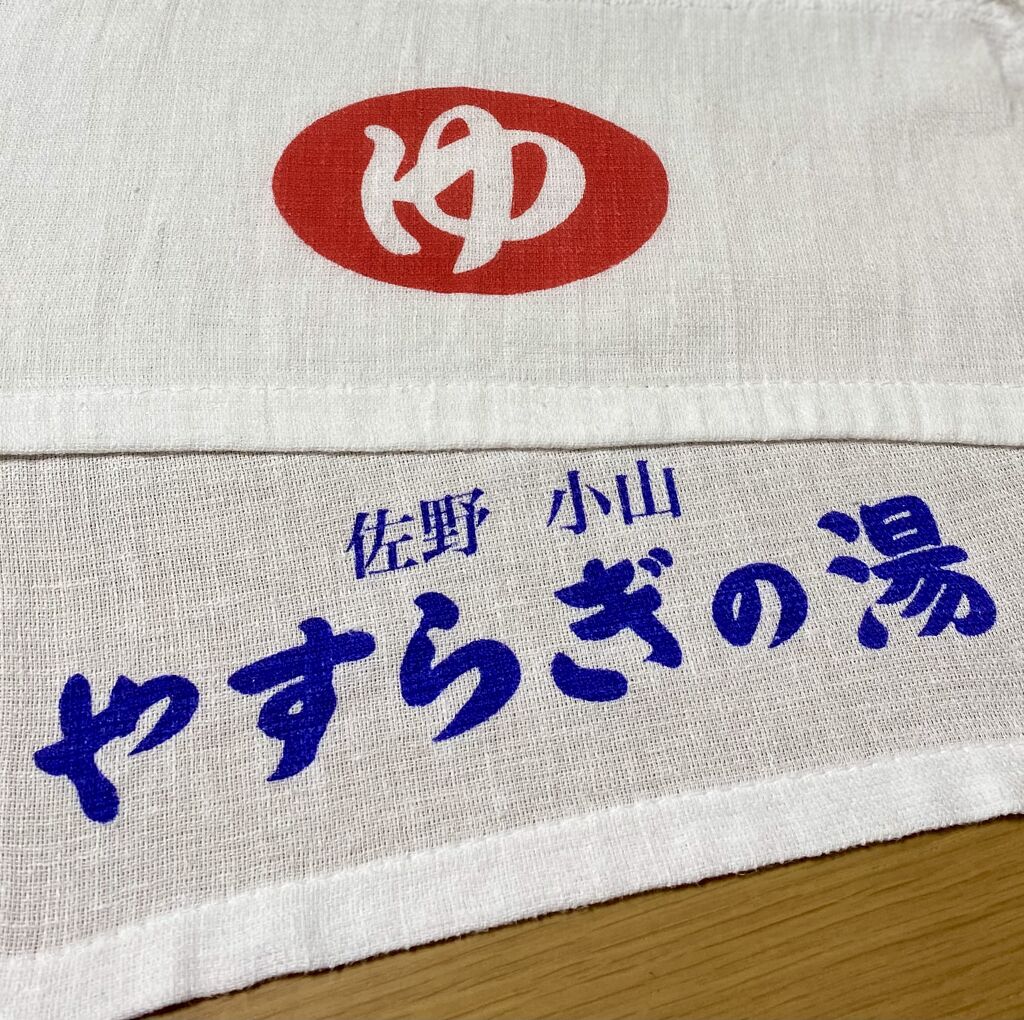 ゆ
佐野 小山
やすらぎの湯